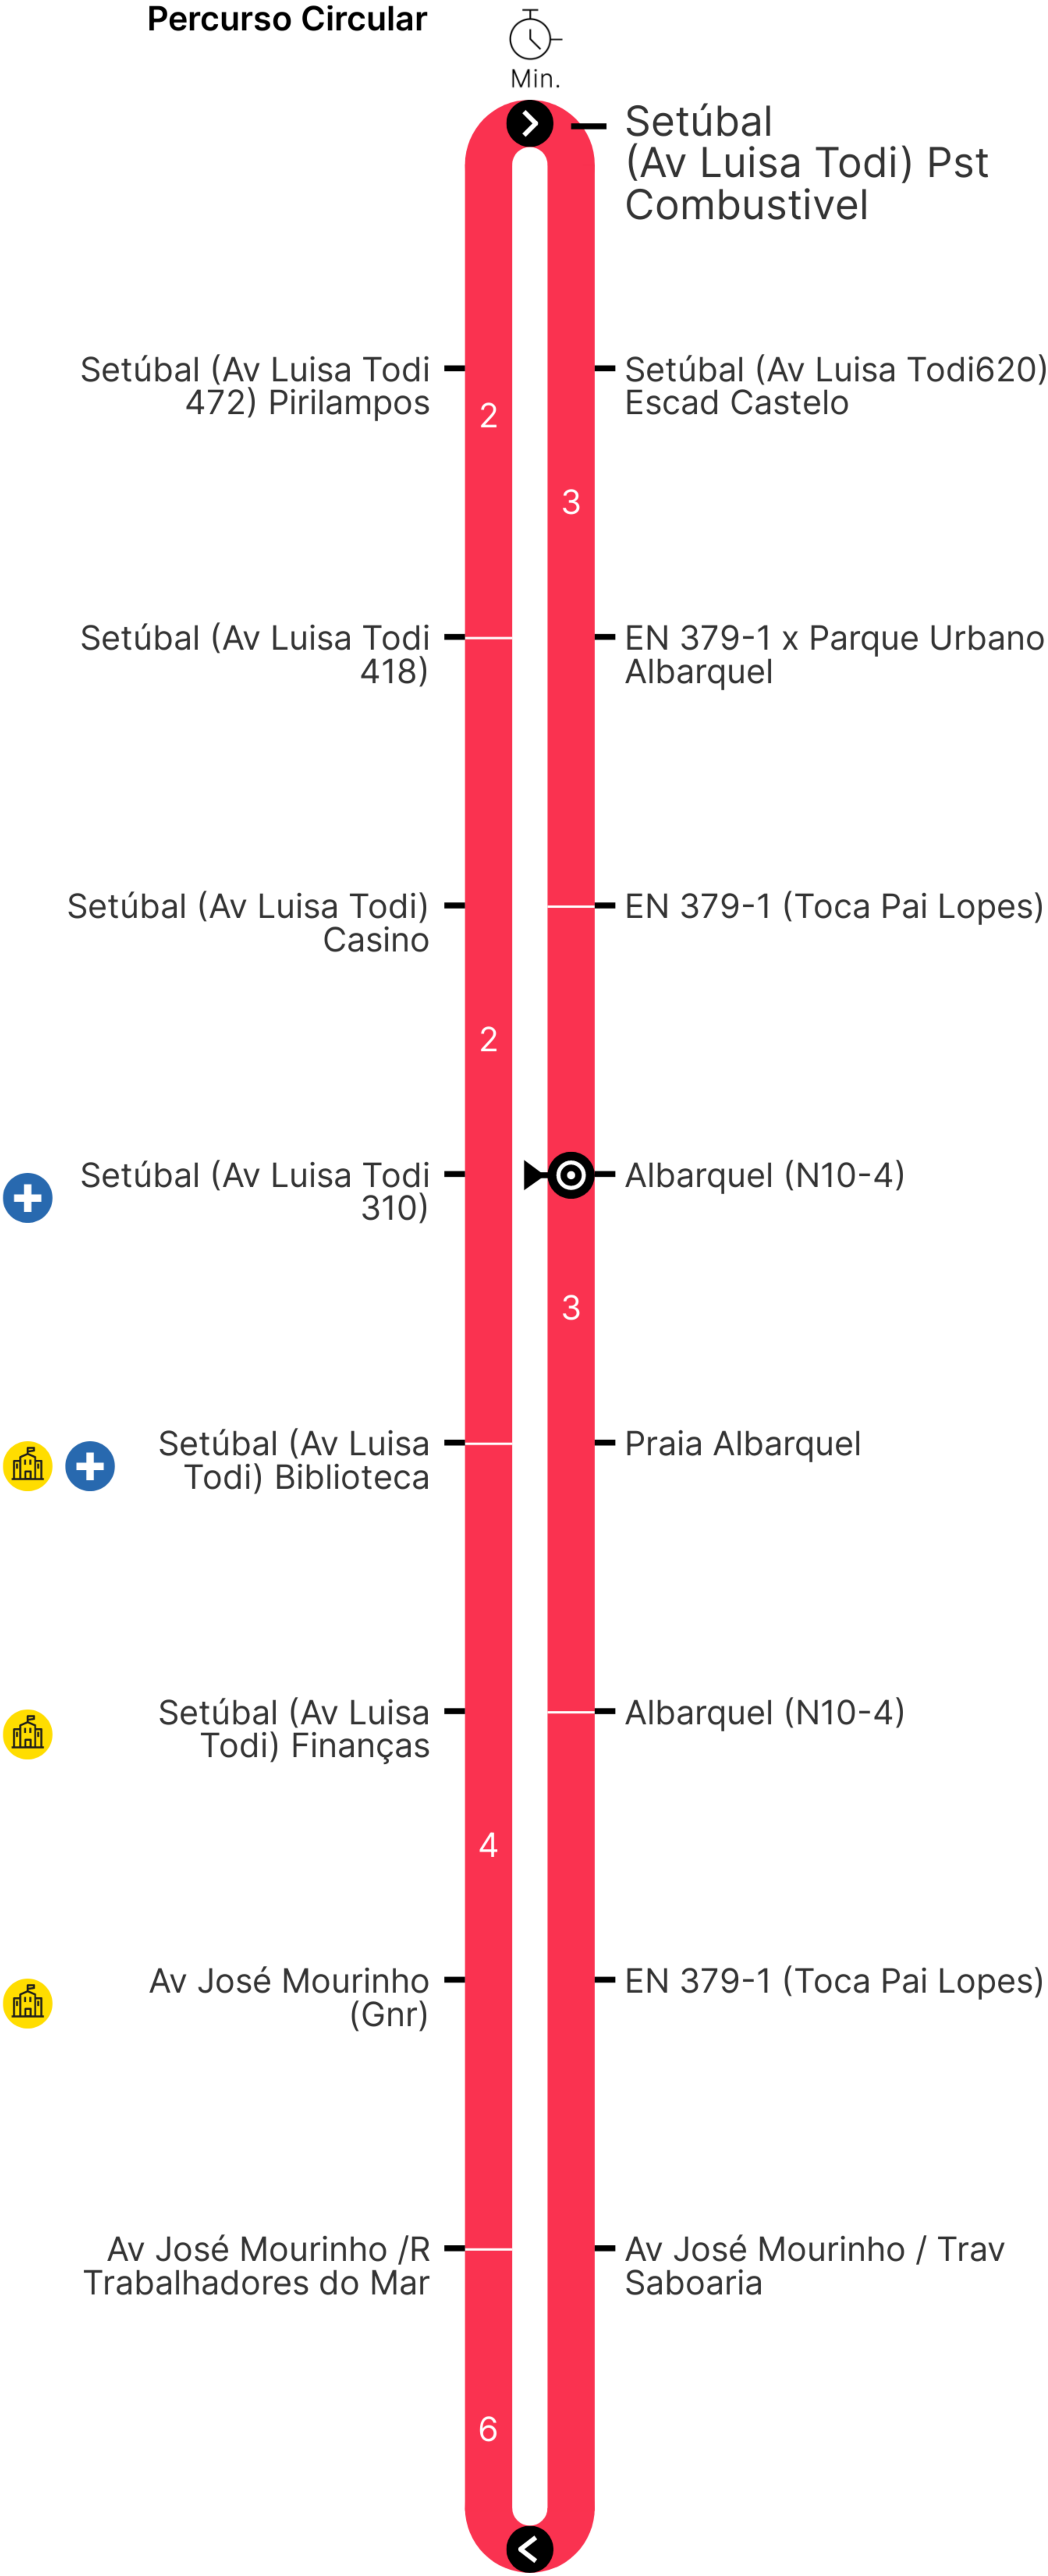 Percurso Circular
Min.
Setúbal
(Av Luisa Todi) Pst
Combustivel
Setúbal (Av Luisa Todi
472) Pirilampos
2
Setúbal (Av Luisa Todi620)
Escad Castelo
3
Setúbal (Av Luisa Todi
418)
EN 379-1 x Parque Urbano
Albarquel
Setúbal (Av Luisa Todi)
Casino
EN 379-1 (Toca Pai Lopes)
2
Setúbal (Av Luisa Todi
310)
Albarquel (N10-4)
3
Setúbal (Av Luisa
Todi) Biblioteca
Praia Albarquel
Setúbal (Av Luisa
Todi) Finanças
Albarquel (N10-4)
4
Av José Mourinho
(Gnr)
EN 379-1 (Toca Pai Lopes)
Av José Mourinho /R
Trabalhadores do Mar
Av José Mourinho / Trav
Saboaria
6